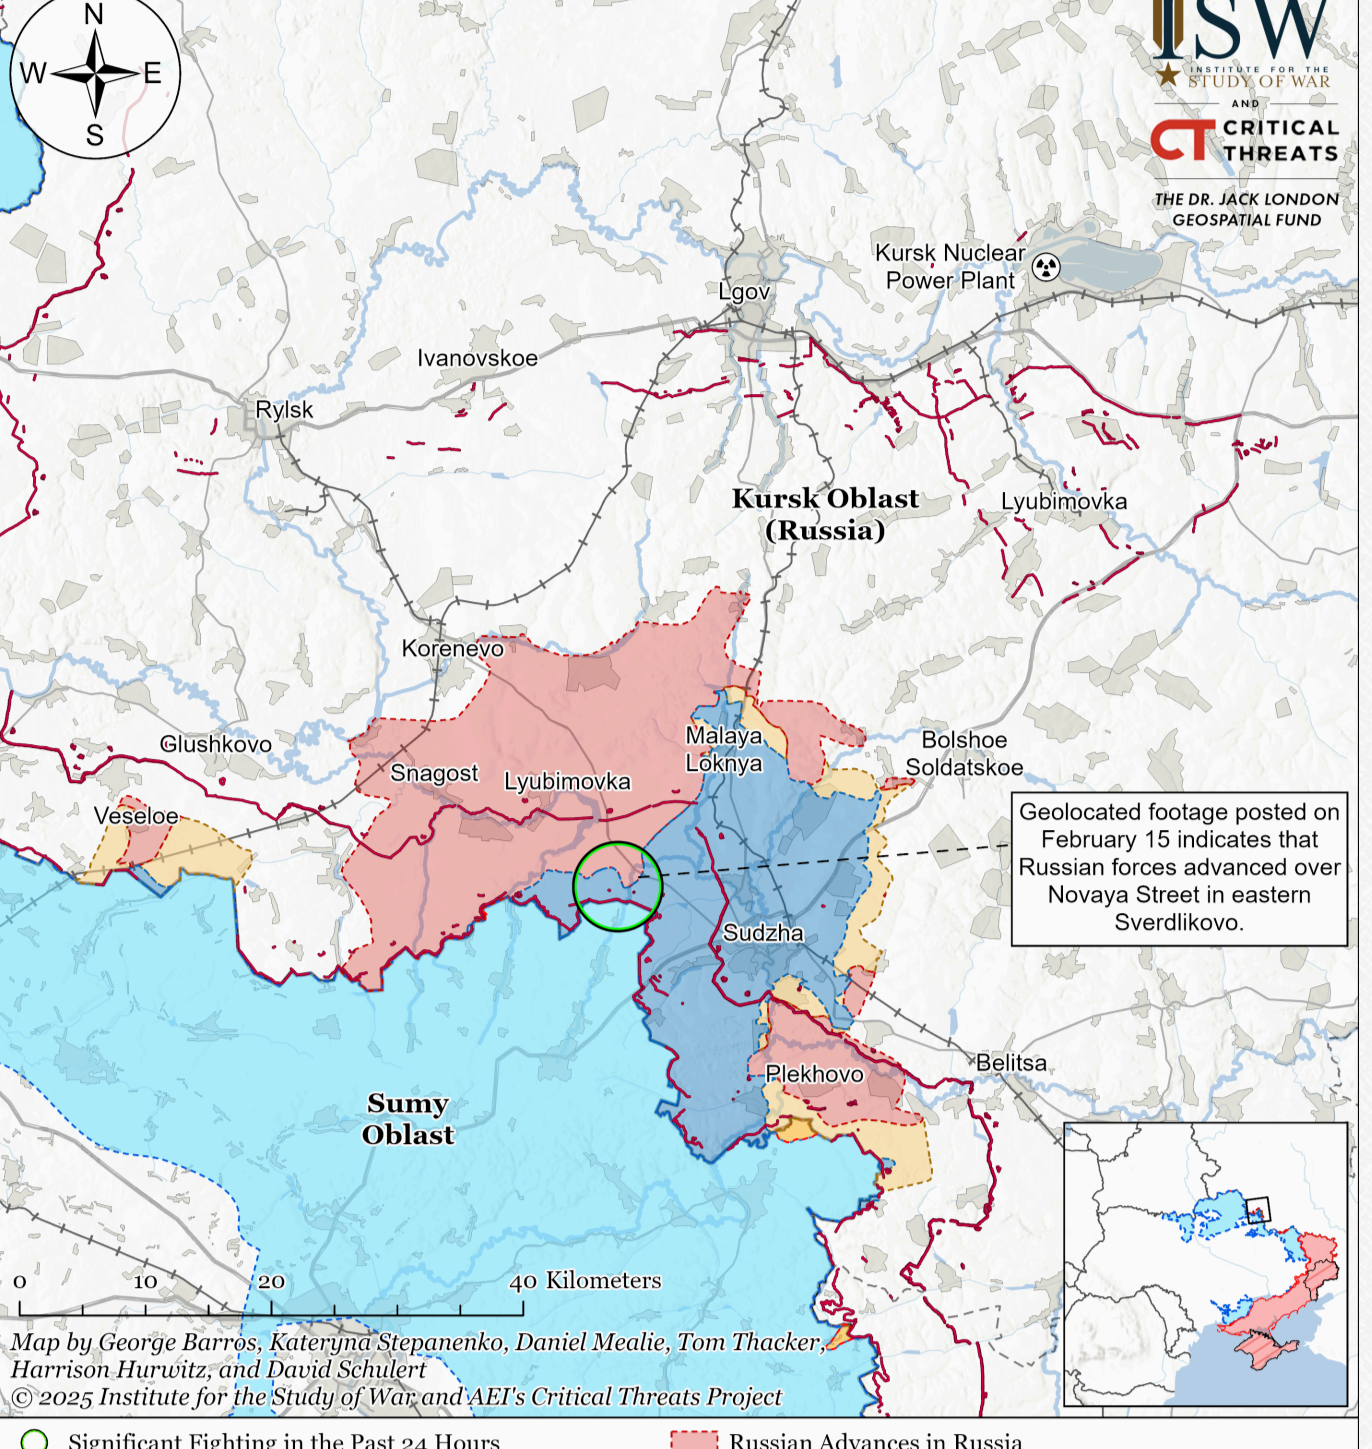 N
W
E
S
ISW
INSTITUTE FOR THE
STUDY OF WAR
AND
CT CRITICAL
THREATS
THE DR. JACK LONDON
GEOSPATIAL FUND
Kursk Nuclear
Power Plant
Lgov
Ivanovskoe
Rylsk
Kursk Oblast
(Russia)
Lyubimovka
Korenevo
Glushkovo
Snagost
Lyubimovka
Malaya
Loknya
Bolshoe
Soldatskoe
Veseloe
Geolocated footage posted on
February 15 indicates that
Russian forces advanced over
Novaya Street in eastern
Sverdlikovo.
Sudzha
Plekhovo
Belitsa
Sumy
Oblast
0 10 20 40 Kilometers
Map by George Barros, Kateryna Stepanenko, Daniel Mealie, Tom Thacker,
Harrison Hurwitz, and David Schulert
© 2025 Institute for the Study of War and AEI's Critical Threats Project
Significant Fighting in the Past 24 Hours
Russian Advances in Russia